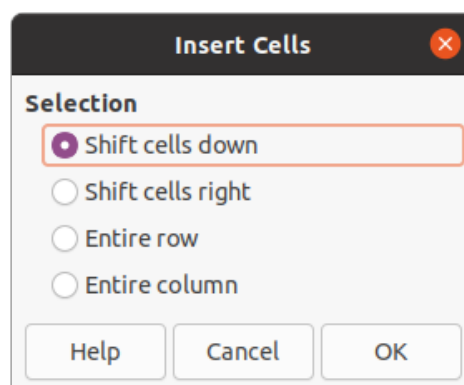 Insert Cells
Selection
Shift cells down
Shift cells right
Entire row
Entire column
Help Cancel OK